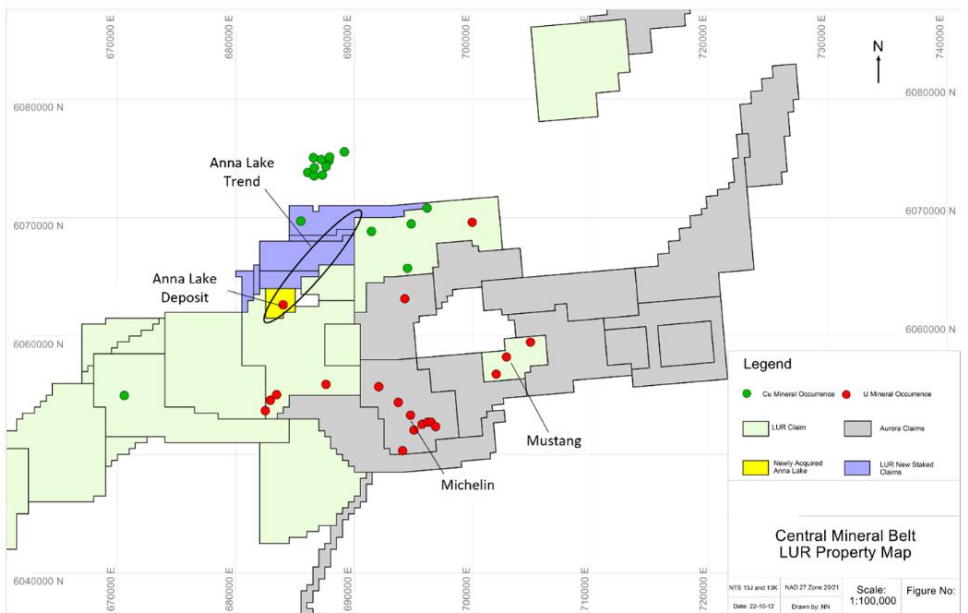 670000 E
680000 E
690000 E
700000 E
720000 E
730000 E
740000 E
N
6080000 N
6080000 N
Anna Lake
Trend
6070000 N
6070000 N
Anna Lake
Deposit
6060000 N
6060000 N
Legend
Cu Mineral Occurrence
U Mineral Occurrence
LUR Claim
Aurora Claims
Mustang
Newly Acquired
Anna Lake
LUR New Staked
Claims
Michelin
Central Mineral Belt
LUR Property Map
6040000 N
670000 E
680000 E
690000 E
700000 E
710000 E
720000 E
NTS 13J and 13K
NAD 27 Zone 20/21
Scale:
1:100,000
Figure No:
Date: 22-10-12
Drawn by: NN